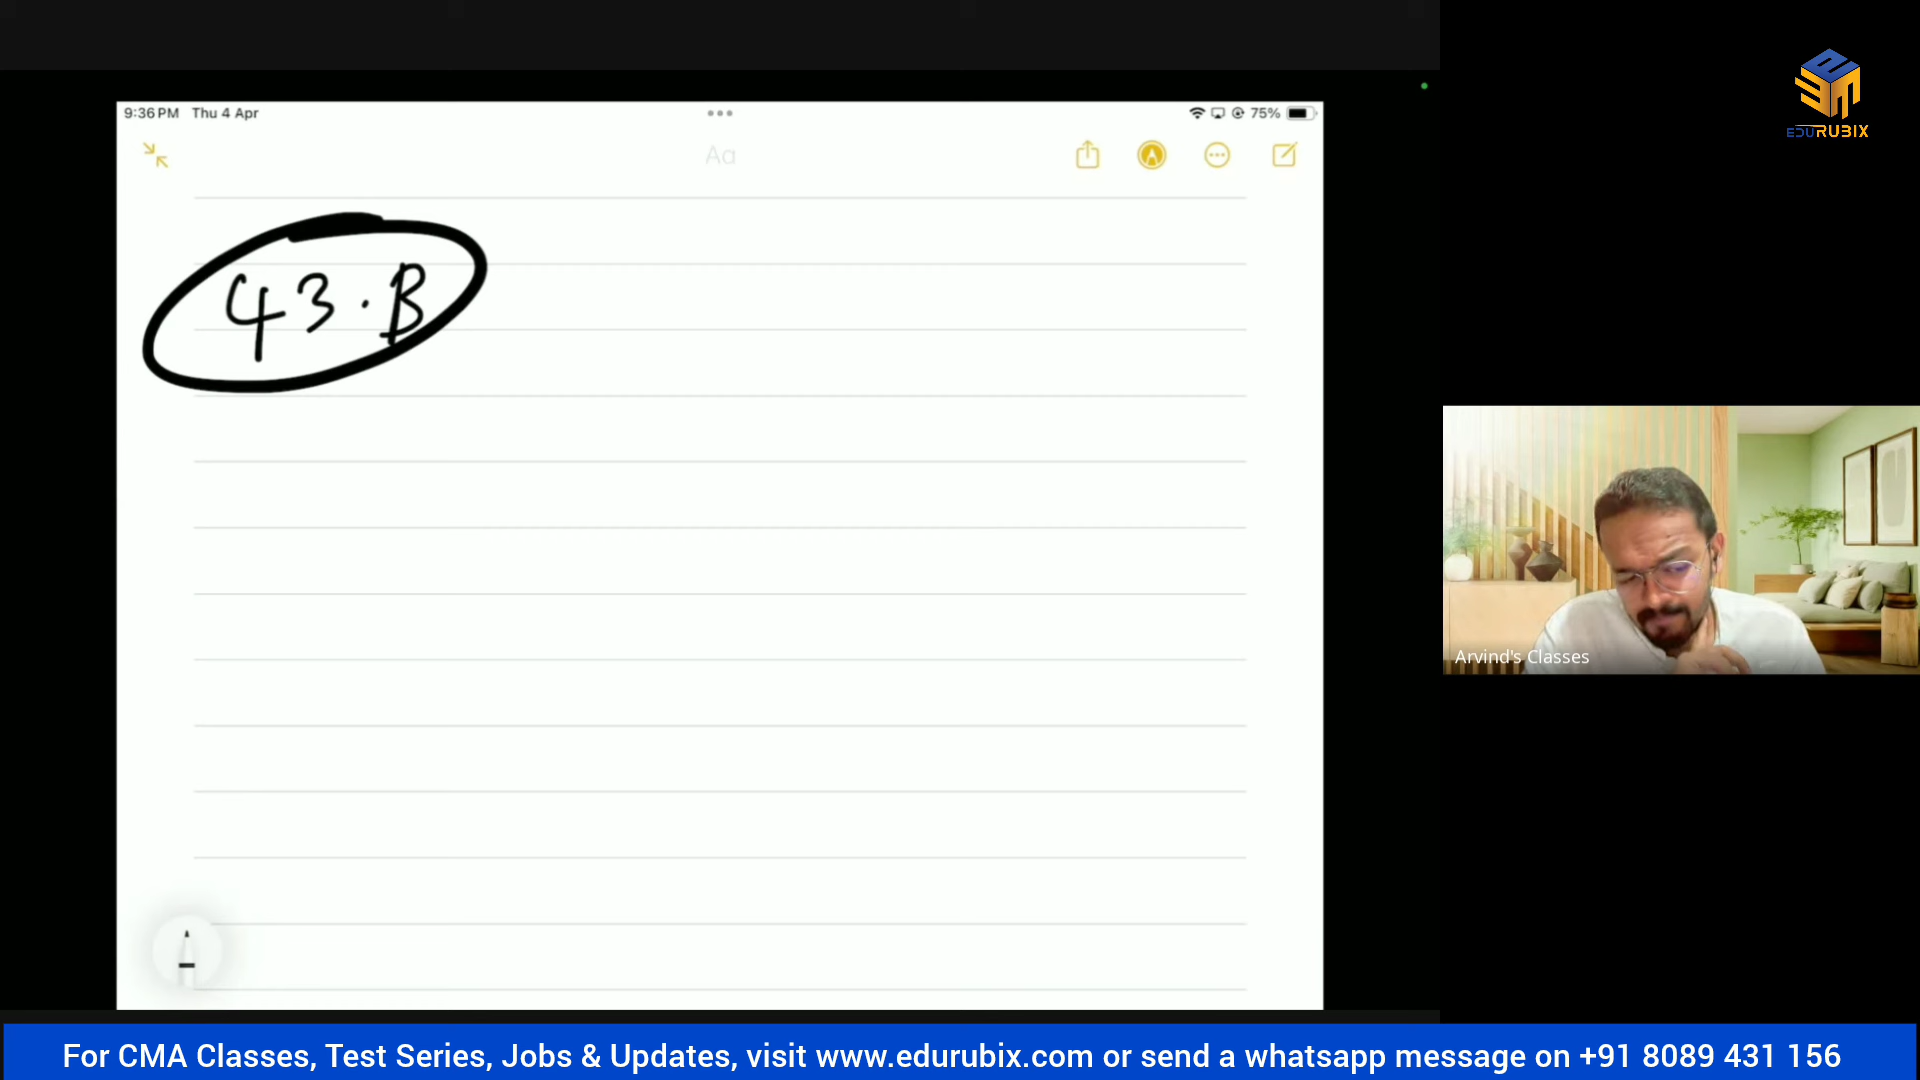 9:36 PM Thu 4 Apr
75%
Aa
43.B
EDURUBIX
Arvind's Classes
For CMA Classes, Test Series, Jobs & Updates, visit www.edurubix.com or send a whatsapp message on +91 8089 431 156